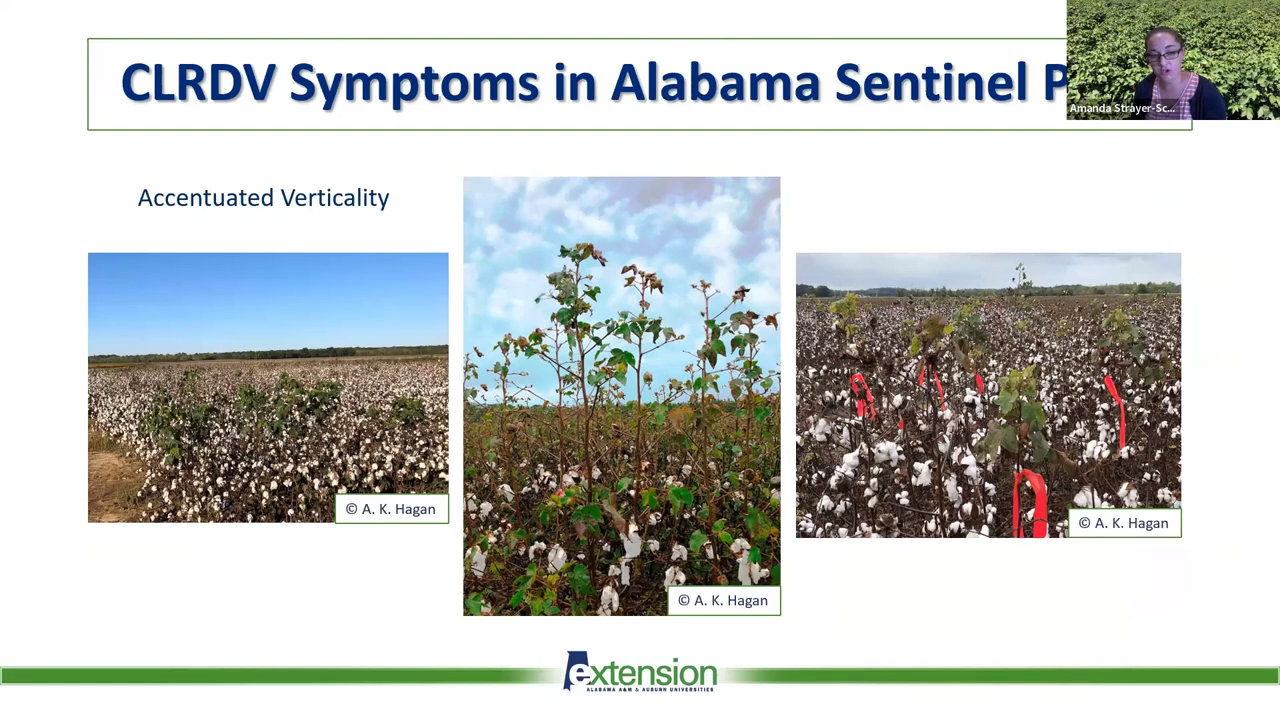 CLRDV Symptoms in Alabama Sentinel P
Amanda Strayer-Sc...
Accentuated Verticality
© A. K. Hagan
© A. K. Hagan
© A. K. Hagan
extension
ALABAMA A&M & AUBURN UNIVERSITIES